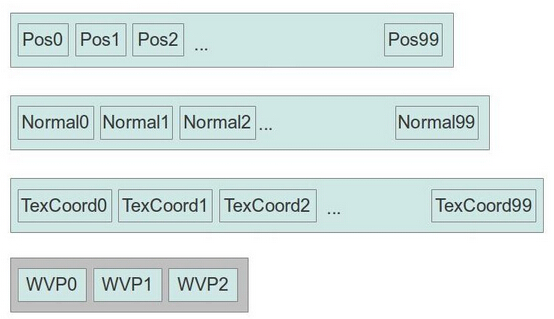 Pos0 Pos1 Pos2 ... Pos99
Normal0 Normal1 Normal2 ... Normal99
TexCoord0 TexCoord1 TexCoord2 ... TexCoord99
WVP0 WVP1 WVP2